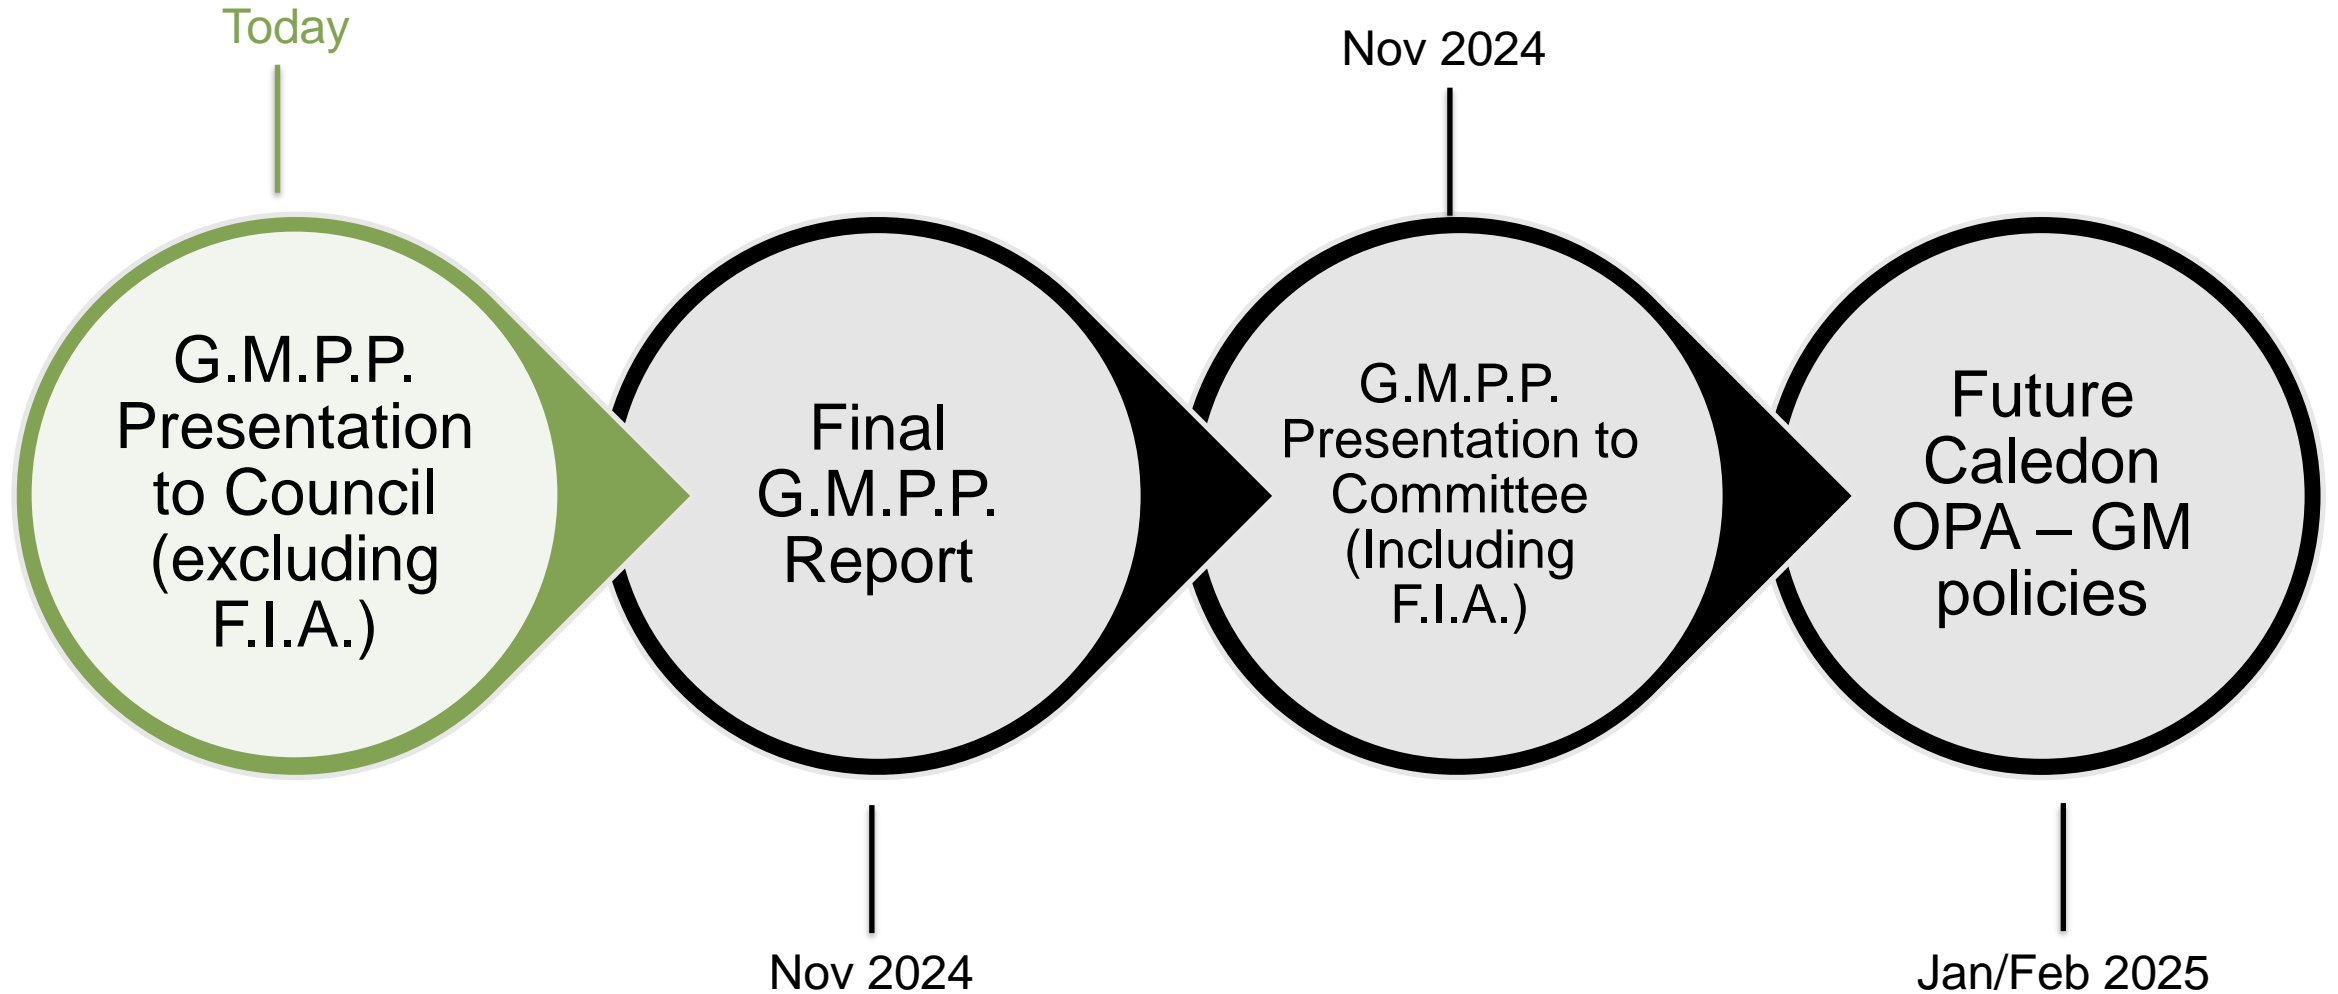 Today
G.M.P.P.
Presentation
to Council
(excluding
F.I.A.)
Final
G.M.P.P.
Report
Nov 2024
Nov 2024
G.M.P.P.
Presentation to
Committee
(Including
F.I.A.)
Future
Caledon
OPA – GM
policies
Jan/Feb 2025